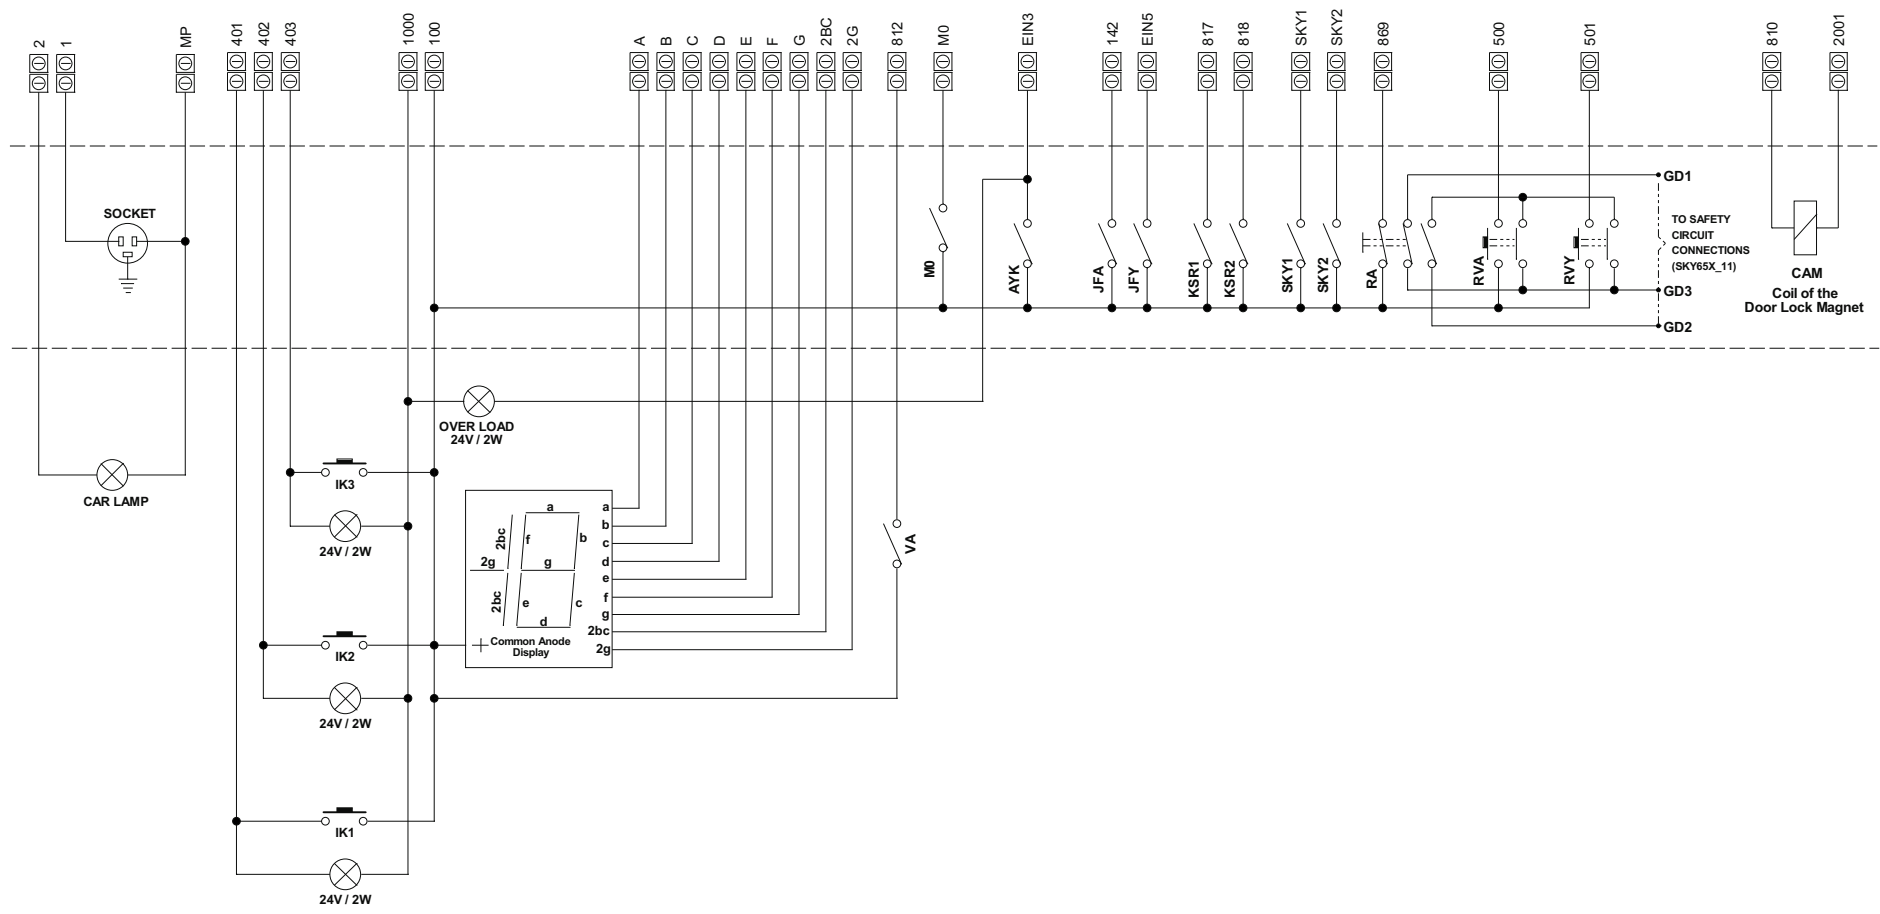 2
1
MP
401
402
403
1000
100
A
B
C
D
E
F
G
2BC
2G
812
M0
EIN3
142
EIN5
817
818
SKY1
SKY2
869
500
501
810
2001
SOCKET
GD1
TO SAFETY
CIRCUIT
CONNECTIONS
(SKY65X_11)
M0
AYK
JFA
JFY
KSR1
KSR2
SKY1
SKY2
RA
RVA
RVY
GD3
GD2
CAM
Coil of the
Door Lock Magnet
OVER LOAD
24V / 2W
CAR LAMP
IK3
24V / 2W
a
b
c
d
e
f
g
2bc
2g
a
2bc
f
b
2g
g
2bc
e
c
d
Common Anode
Display
VA
IK2
24V / 2W
IK1
24V / 2W